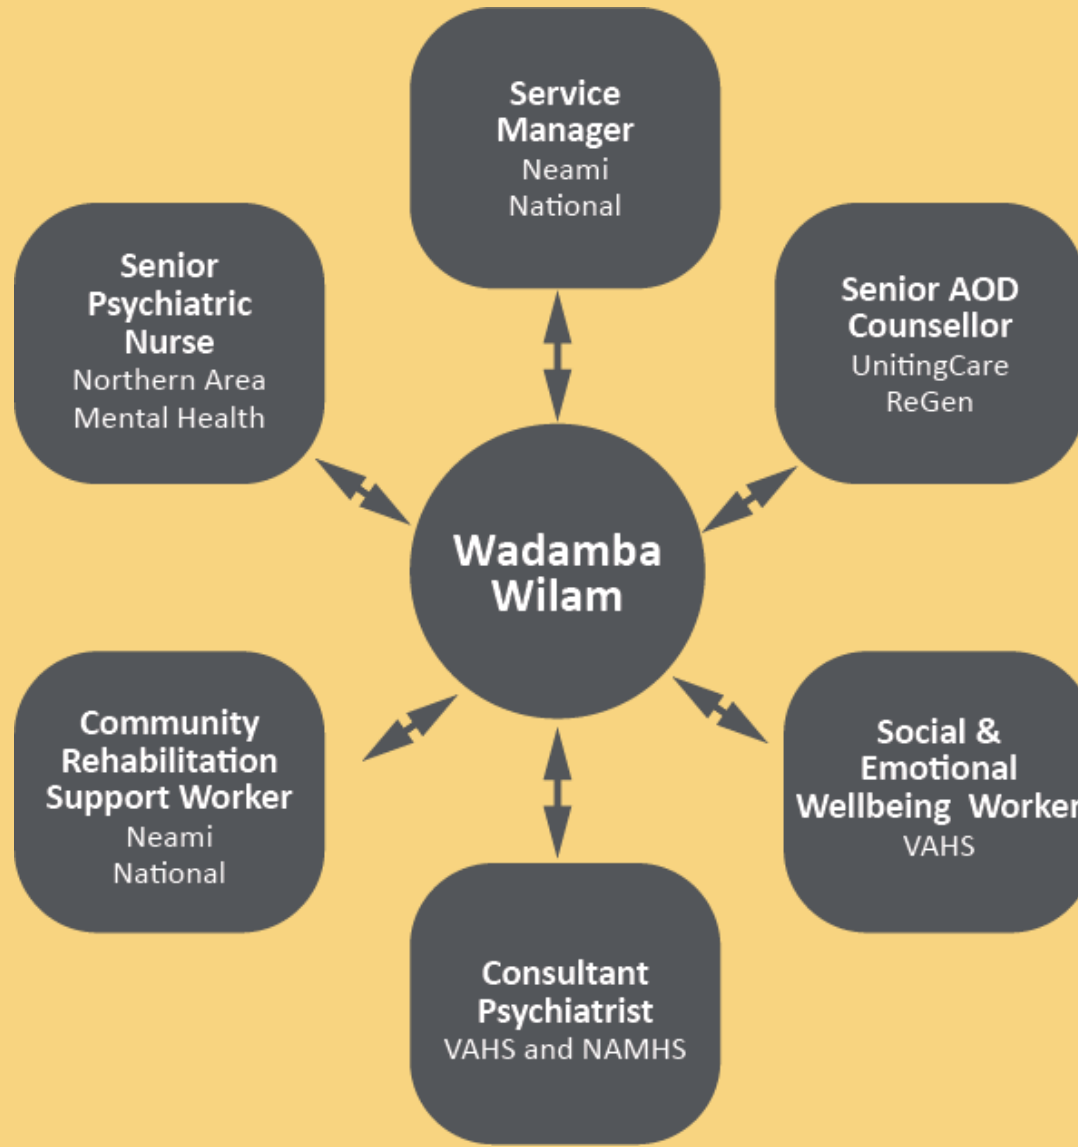 Service
Manager
Neami
National
Senior
Psychiatric
Nurse
Northern Area
Mental Health
Senior AOD
Counsellor
UnitingCare
ReGen
Wadamba
Wilam
Community
Rehabilitation
Support Worker
Neami
National
Social &
Emotional
Wellbeing Worker
VAHS
Consultant
Psychiatrist
VAHS and NAMHS